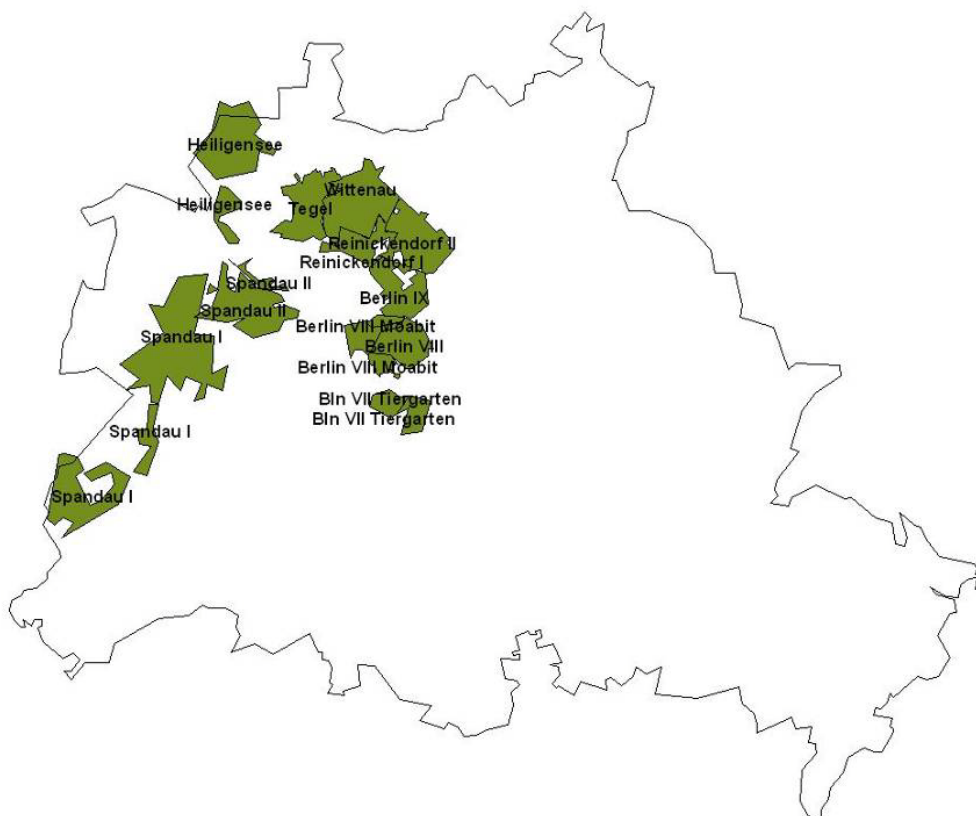 Heiligensee
Wittenau
Heiligensee
Tegel
Reinickendorf II
Reinickendorf I
Spandau II
Berlin IX
Spandau II
Berlin VIII Moabit
Spandau I
Berlin VIII
Berlin VIII Moabit
Bln VII Tiergarten
Bln VII Tiergarten
Spandau I
Spandau I